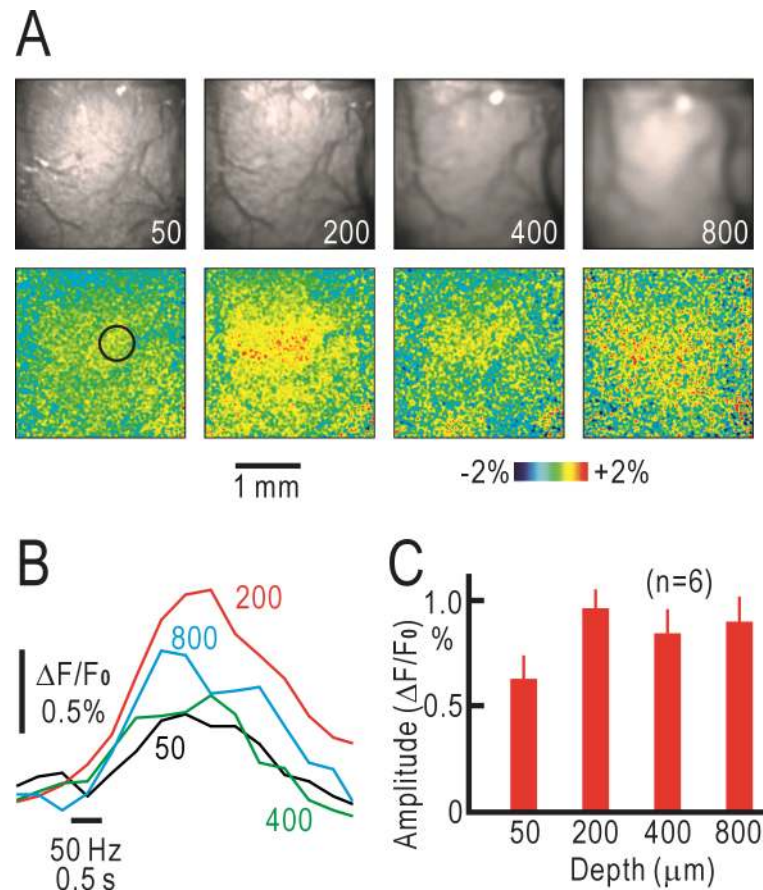 A
50 200 400 800
1 mm
-2% +2%
B
200
800
ΔF/F0
0.5%
50
400
50 Hz
0.5 s
C
(n=6)
1.0
%
0.5
0
Amplitude (ΔF/F0)
50 200 400 800
Depth (μm)